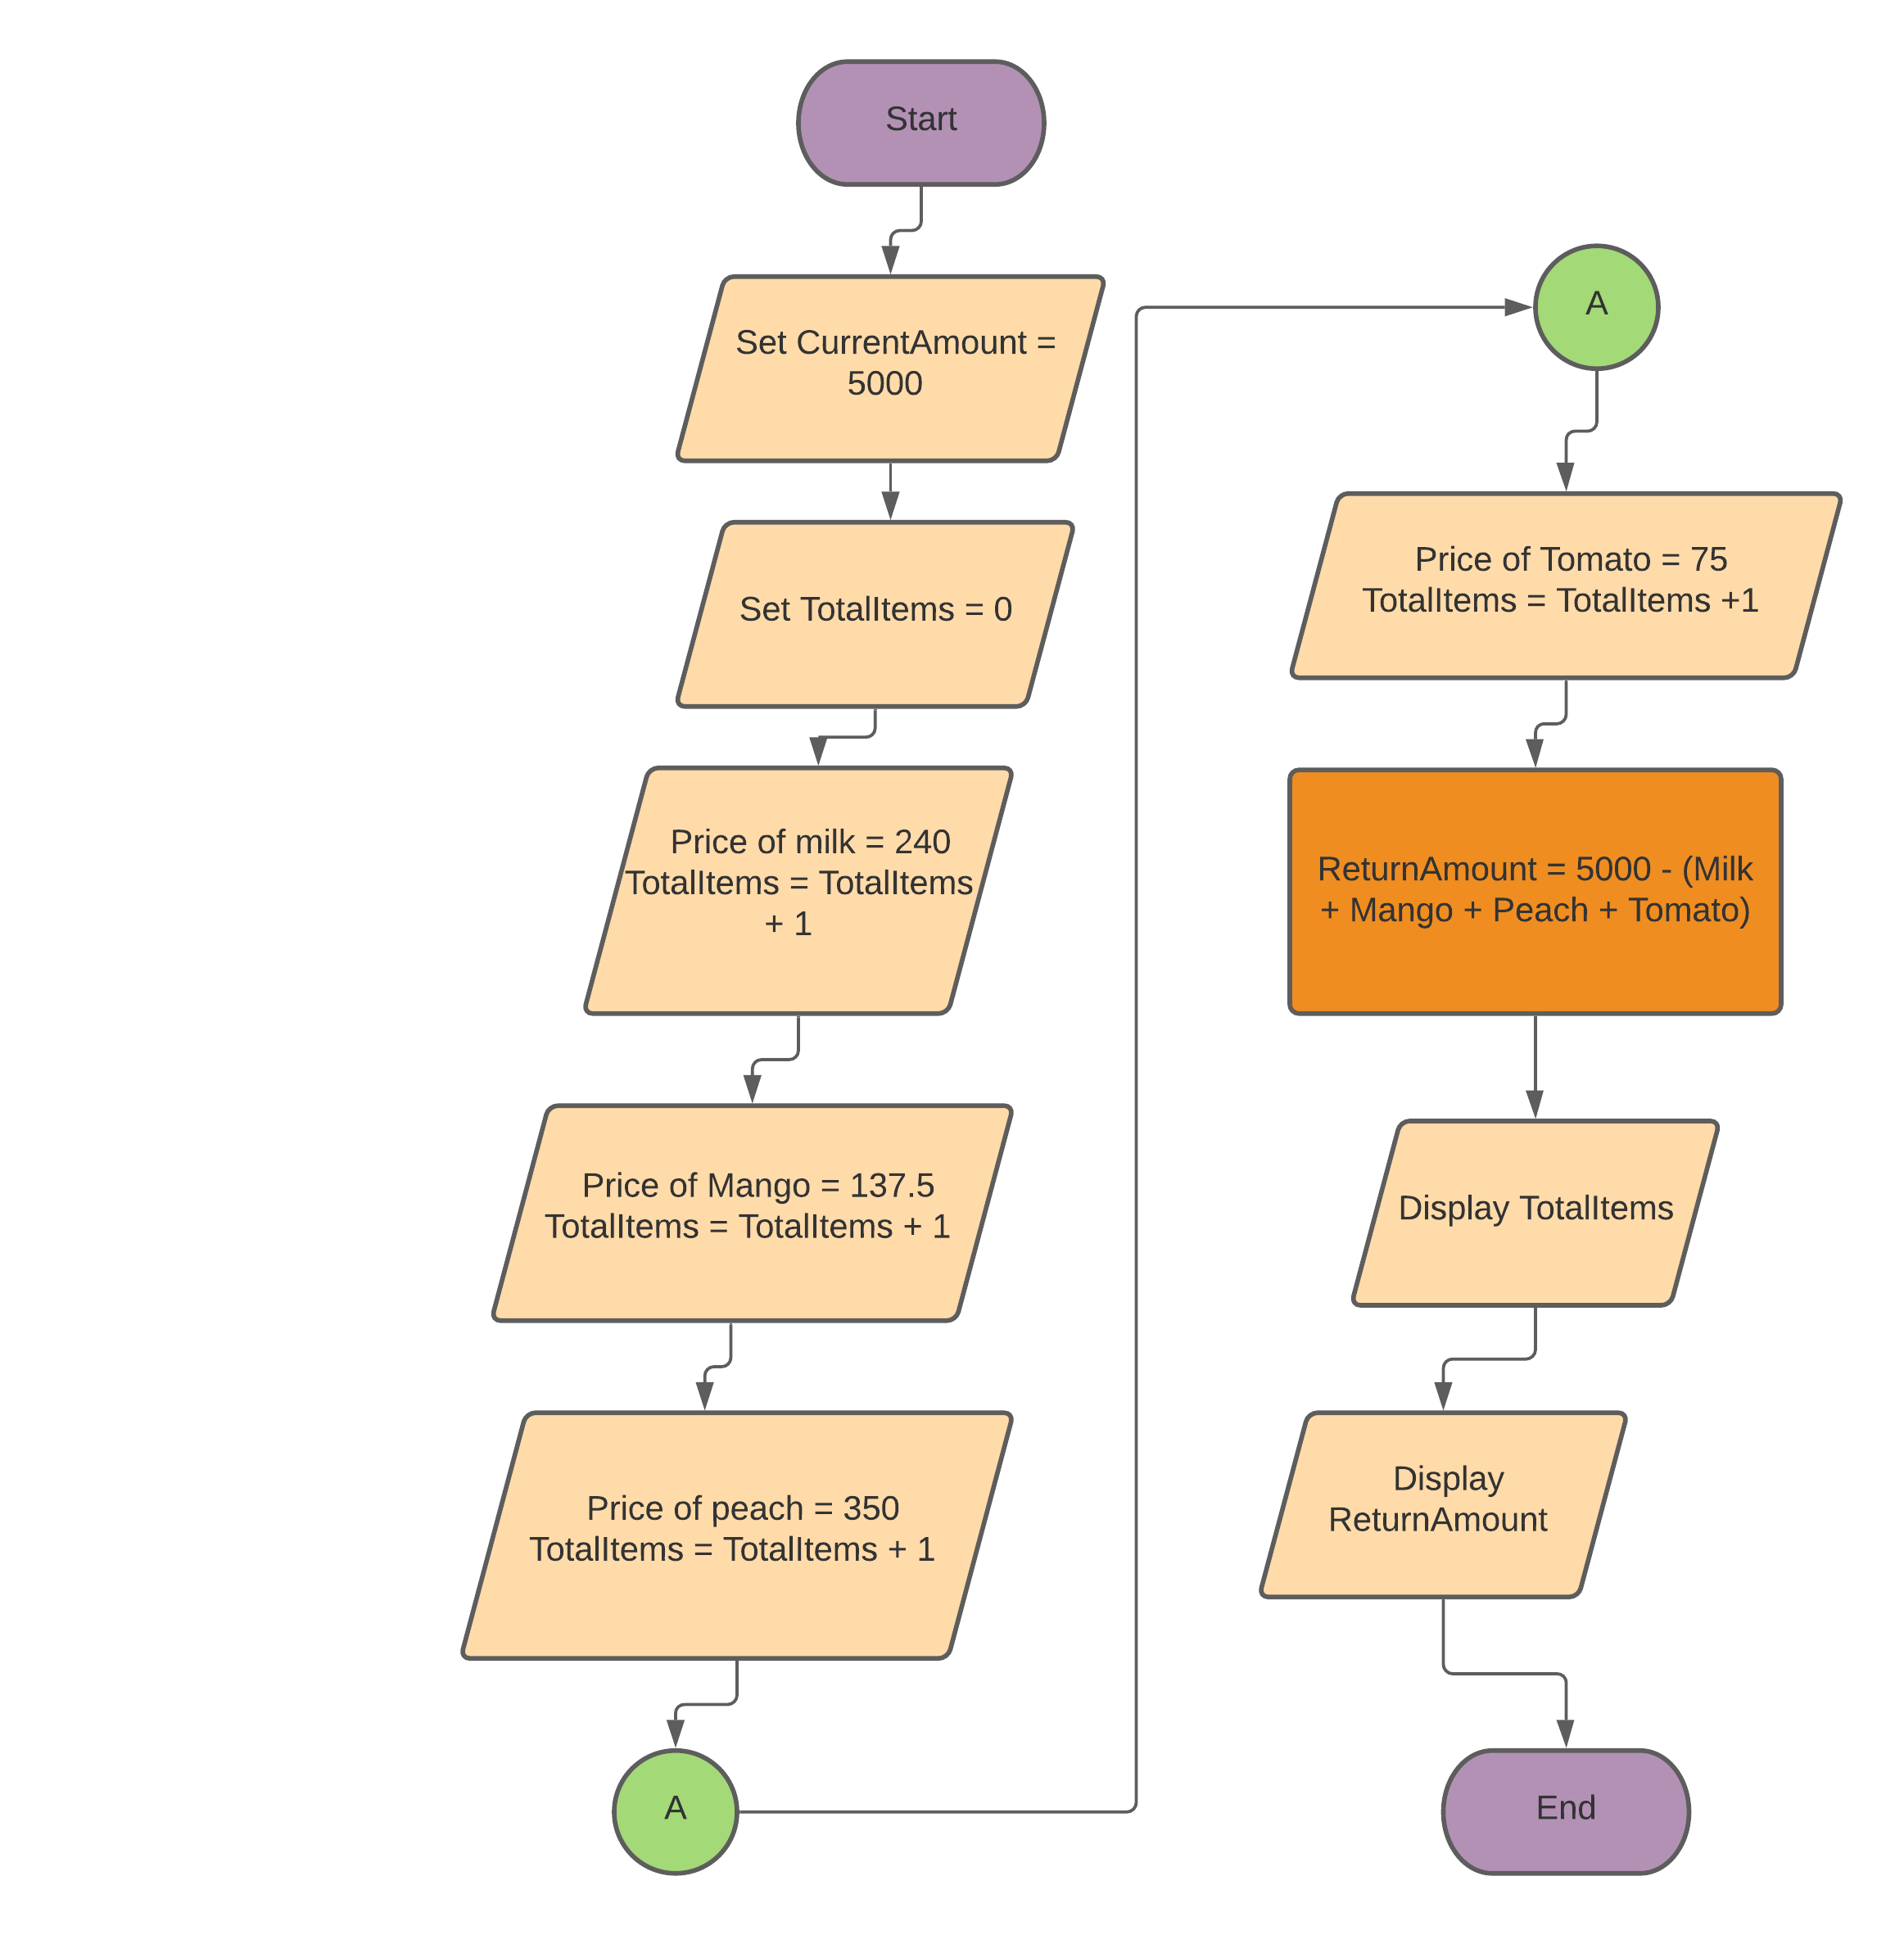 Start
Set CurrentAmount =
5000
Set TotalItems = 0
Price of milk = 240
TotalItems = TotalItems
+ 1
Price of Mango = 137.5
TotalItems = TotalItems + 1
Price of peach = 350
TotalItems = TotalItems + 1
A
A
Price of Tomato = 75
TotalItems = TotalItems +1
ReturnAmount = 5000 - (Milk
+ Mango + Peach + Tomato)
Display TotalItems
Display
ReturnAmount
End